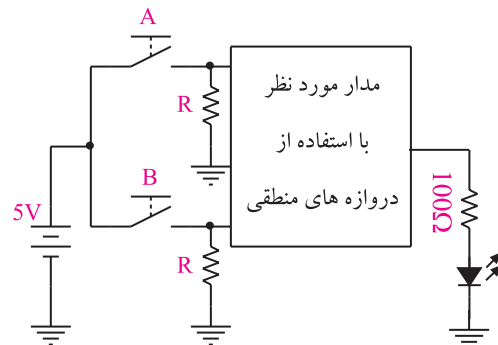 A
R
B
R
5V
مدار مورد نظر
با استفاده از
دروازه های منطقی
100Ω